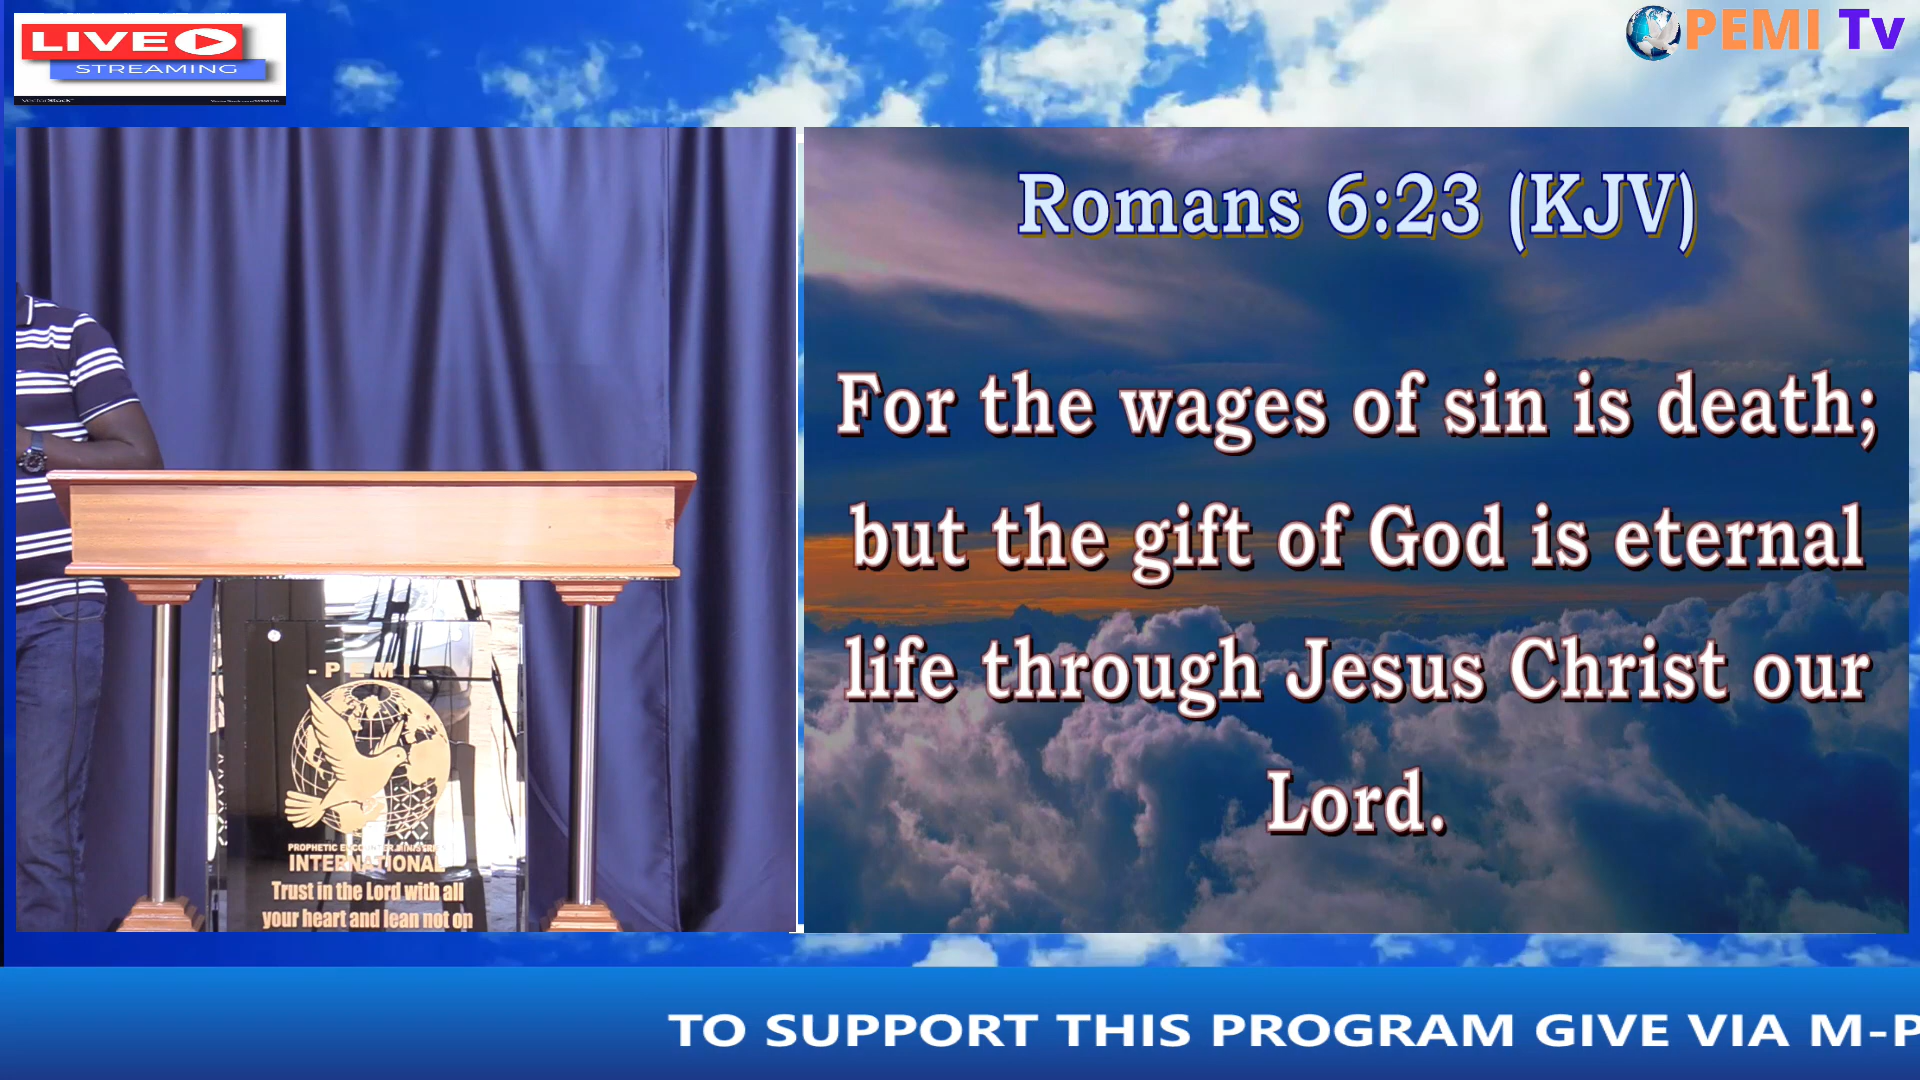 LIVE
STREAMING
PEMI Tv
Romans 6:23 (KJV)
For the wages of sin is death;
but the gift of God is eternal
life through Jesus Christ our
Lord.
- P E M I -
PROPHETIC ENCOUNTER
INTERNATIONAL
Trust in the Lord with all
your heart and lean not on
TO SUPPORT THIS PROGRAM GIVE VIA M-P